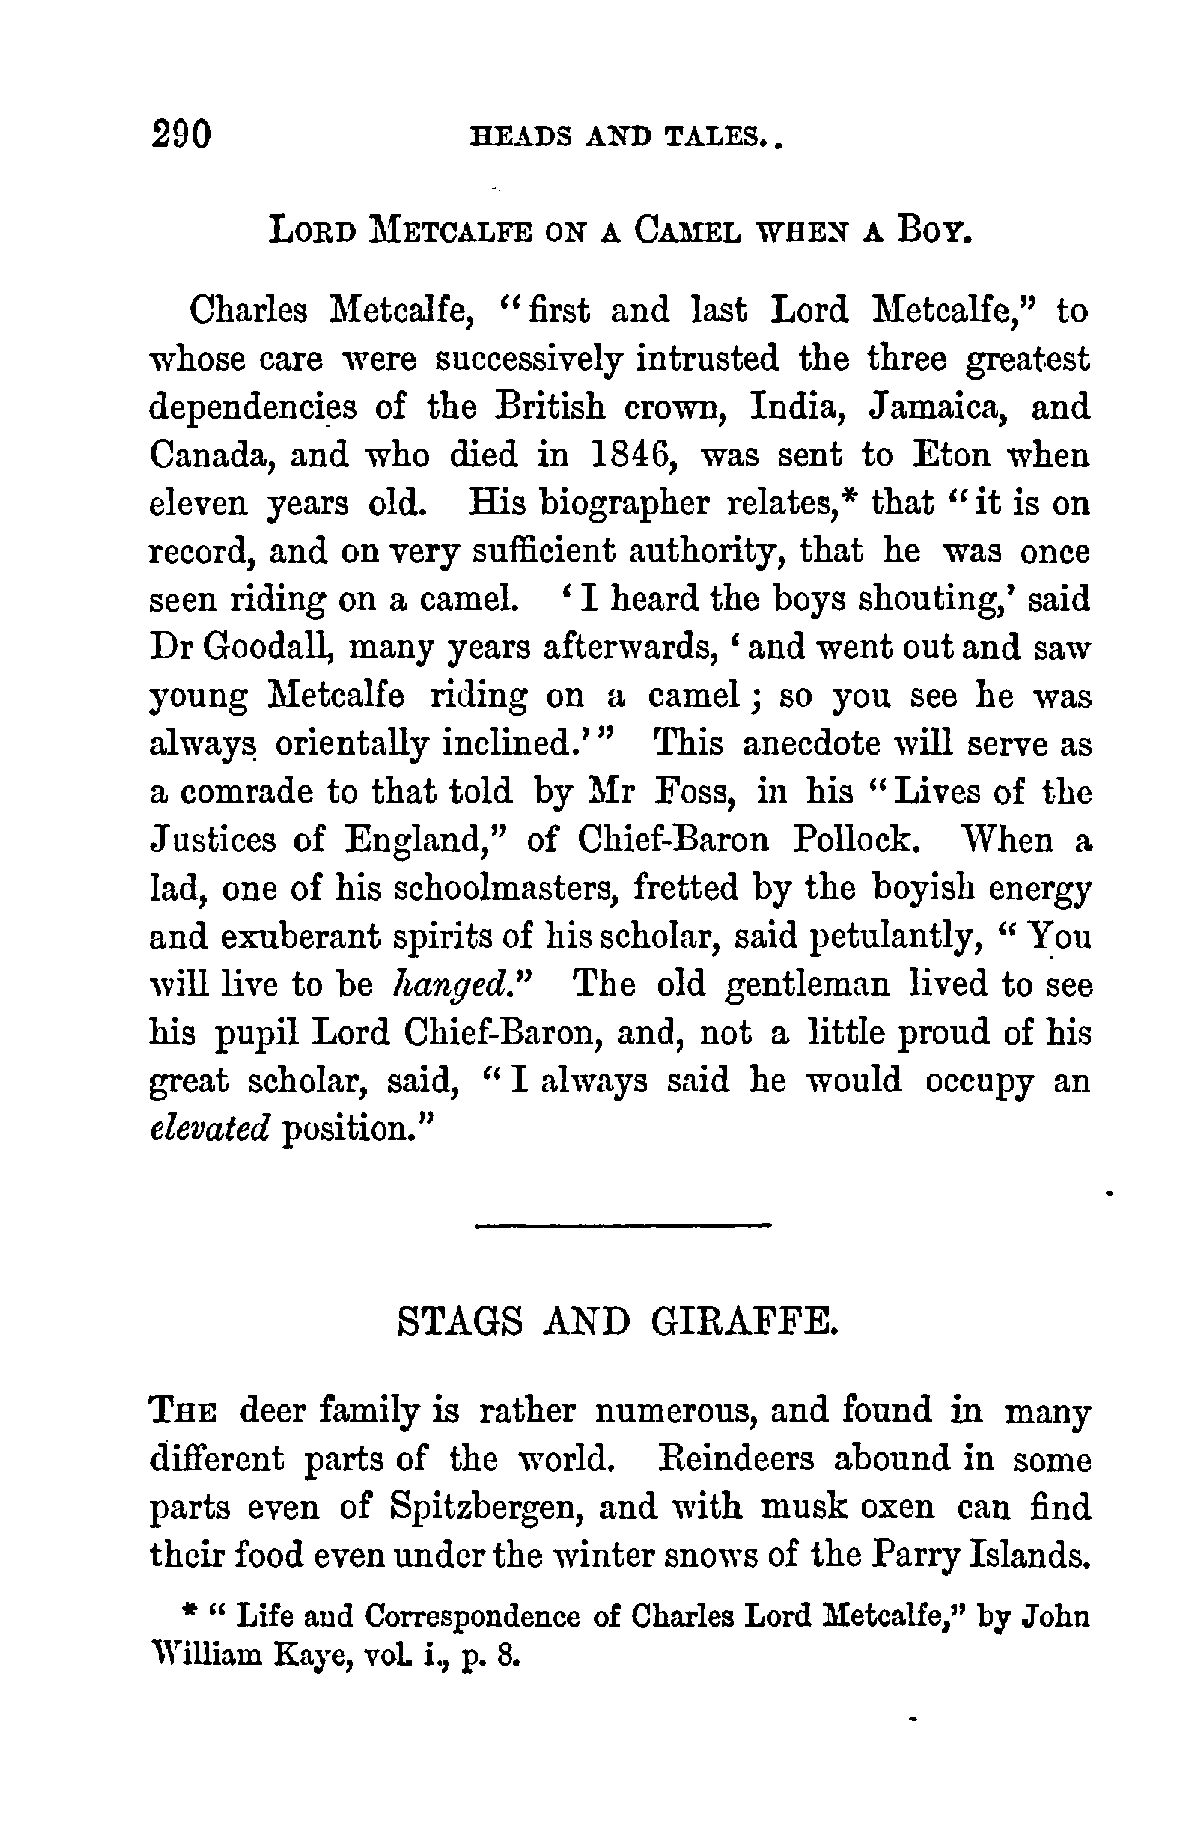 290 HEADS AND TALES.
LORD METCALFE ON A CAMEL WHEN A BOY.
Charles Metcalfe, "first and last Lord Metcalfe," to
whose care were successively intrusted the three greatest
dependencies of the British crown, India, Jamaica, and
Canada, and who died in 1846, was sent to Eton when
eleven years old. His biographer relates,* that "it is on
record, and on very sufficient authority, that he was once
seen riding on a camel. 'I heard the boys shouting,' said
Dr Goodall, many years afterwards, 'and went out and saw
young Metcalfe riding on a camel; so you see he was
always orientally inclined.'" This anecdote will serve as
a comrade to that told by Mr Foss, in his "Lives of the
Justices of England," of Chief-Baron Pollock. When a
lad, one of his schoolmasters, fretted by the boyish energy
and exuberant spirits of his scholar, said petulantly, "You
will live to be hanged." The old gentleman lived to see
his pupil Lord Chief-Baron, and, not a little proud of his
great scholar, said, "I always said he would occupy an
elevated position."
STAGS AND GIRAFFE.
THE deer family is rather numerous, and found in many
different parts of the world. Reindeers abound in some
parts even of Spitzbergen, and with musk oxen can find
their food even under the winter snows of the Parry Islands.
* "Life and Correspondence of Charles Lord Metcalfe," by John
William Kaye, vol. i., p. 8.